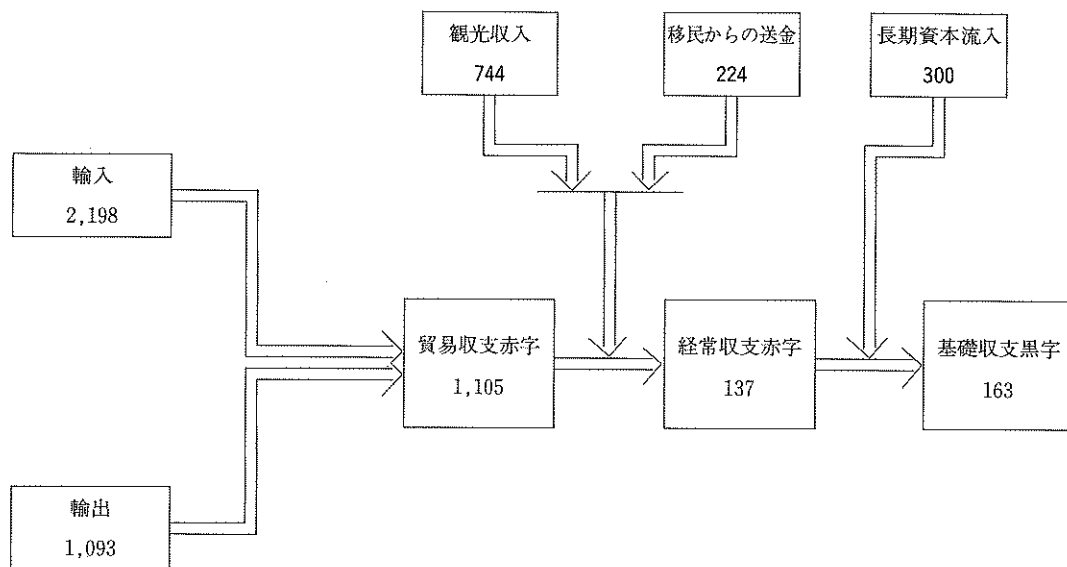 観光収入
744
移民からの送金
224
長期資本流入
300
輸入
2,198
貿易収支赤字
1,105
経常収支赤字
137
基礎収支黒字
163
輸出
1,093